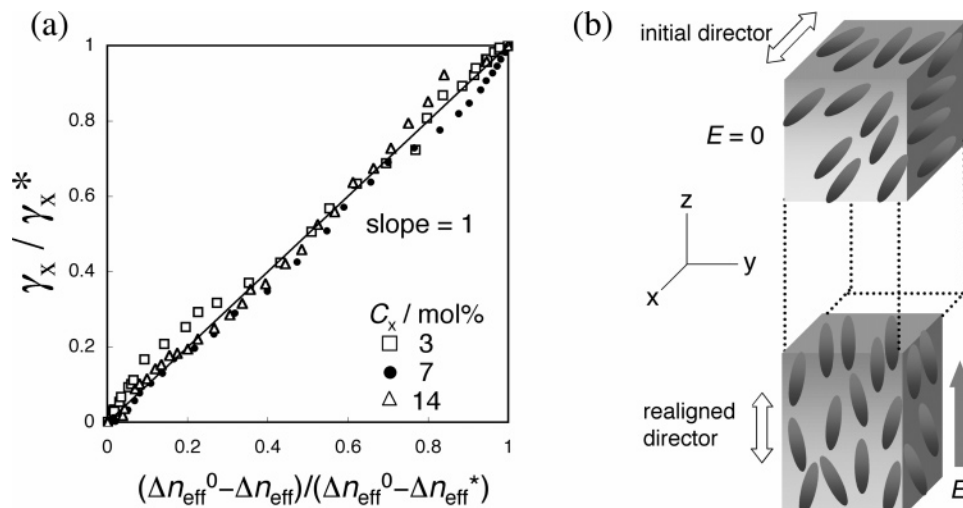 (a)
1
0.8
0.6
0.4
0.2
0
γx / γx*
slope = 1
Cx / mol%
3
7
14
0 0.2 0.4 0.6 0.8 1
(Δneff⁰−Δneff)/(Δneff⁰−Δneff*)
(b)
initial director
E = 0
z
y
x
realigned
director
E